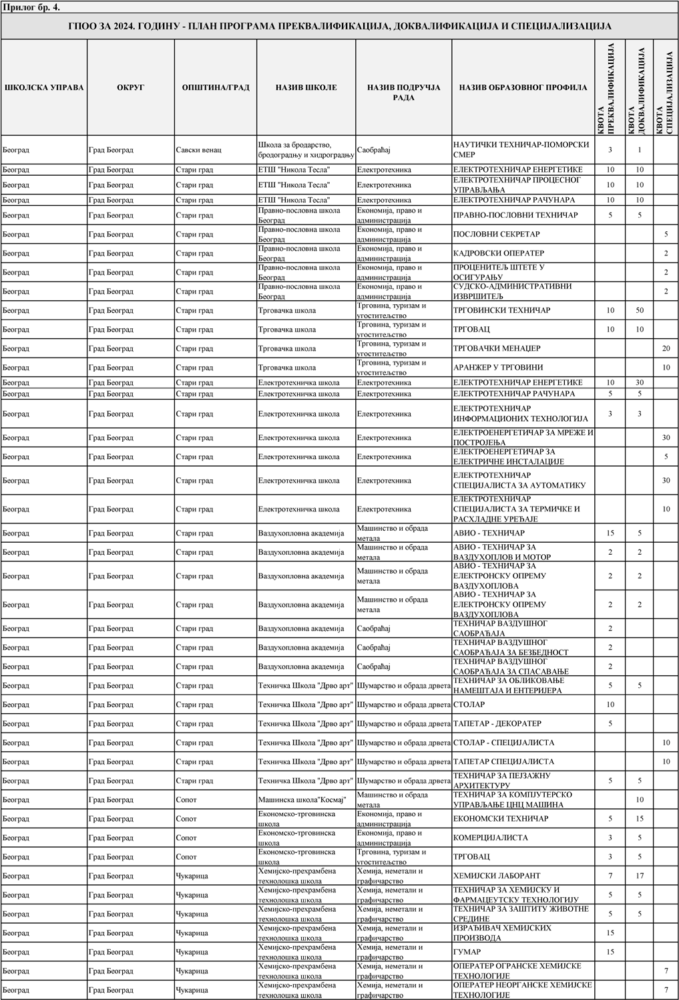 Прилог бр. 4.
ГПОО ЗА 2024. ГОДИНУ - ПЛАН ПРОГРАМА ПРЕКВАЛИФИКАЦИЈА, ДОКВАЛИФИКАЦИЈА И СПЕЦИЈАЛИЗАЦИЈА
ШКОЛСКА УПРАВА ОКРУГ ОПШТИНА/ГРАД НАЗИВ ШКОЛЕ НАЗИВ ПОДРУЧЈА РАДА НАЗИВ ОБРАЗОВНОГ ПРОФИЛА КВОТА ПРЕКВАЛИФИКАЦИЈА КВОТА ДОКВАЛИФИКАЦИЈА КВОТА СПЕЦИЈАЛИЗАЦИЈА
Београд Град Београд Савски венац Школа за бродарство, бродоградњу и хидроградњу Саобраћај НАУТИЧКИ ТЕХНИЧАР-ПОМОРСКИ СМЕР 3 1
Београд Град Београд Стари град ЕТШ "Никола Тесла" Електротехника ЕЛЕКТРОТЕХНИЧАР ЕНЕРГЕТИКЕ 10 10
Београд Град Београд Стари град ЕТШ "Никола Тесла" Електротехника ЕЛЕКТРОТЕХНИЧАР ПРОЦЕСНОГ УПРАВЉАЊА 10 10
Београд Град Београд Стари град ЕТШ "Никола Тесла" Електротехника ЕЛЕКТРОТЕХНИЧАР РАЧУНАРА 10 10
Београд Град Београд Стари град Правно-пословна школа Београд Економија, право и администрација ПРАВНО-ПОСЛОВНИ ТЕХНИЧАР 5 5
Београд Град Београд Стари град Правно-пословна школа Београд Економија, право и администрација ПОСЛОВНИ СЕКРЕТАР 5
Београд Град Београд Стари град Правно-пословна школа Београд Економија, право и администрација КАДРОВСКИ ОПЕРАТЕР 2
Београд Град Београд Стари град Правно-пословна школа Београд Економија, право и администрација ПРОЦЕНИТЕЉ ШТЕТЕ У ОСИГУРАЊУ 2
Београд Град Београд Стари град Правно-пословна школа Београд Економија, право и администрација СУДСКО-АДМИНИСТРАТИВНИ ИЗВРШИТЕЉ 2
Београд Град Београд Стари град Трговачка школа Трговина, туризам и угоститељство ТРГОВИНСКИ ТЕХНИЧАР 10 50
Београд Град Београд Стари град Трговачка школа Трговина, туризам и угоститељство ТРГОВАЦ 10 10
Београд Град Београд Стари град Трговачка школа Трговина, туризам и угоститељство ТРГОВАЧКИ МЕНАЏЕР 20
Београд Град Београд Стари град Трговачка школа Трговина, туризам и угоститељство АРАНЖЕР У ТРГОВИНИ 10
Београд Град Београд Стари град Електротехничка школа Електротехника ЕЛЕКТРОТЕХНИЧАР ЕНЕРГЕТИКЕ 10 30
Београд Град Београд Стари град Електротехничка школа Електротехника ЕЛЕКТРОТЕХНИЧАР РАЧУНАРА 5 5
Београд Град Београд Стари град Електротехничка школа Електротехника ЕЛЕКТРОТЕХНИЧАР ИНФОРМАЦИОНИХ ТЕХНОЛОГИЈА 3 3
Београд Град Београд Стари град Електротехничка школа Електротехника ЕЛЕКТРОЕНЕРГЕТИЧАР ЗА МРЕЖЕ И ПОСТРОЈЕЊА 30
Београд Град Београд Стари град Електротехничка школа Електротехника ЕЛЕКТРОЕНЕРГЕТИЧАР ЗА ЕЛЕКТРИЧНЕ ИНСТАЛАЦИЈЕ 5
Београд Град Београд Стари град Електротехничка школа Електротехника ЕЛЕКТРОТЕХНИЧАР СПЕЦИЈАЛИСТА ЗА АУТОМАТИКУ 30
Београд Град Београд Стари град Електротехничка школа Електротехника ЕЛЕКТРОТЕХНИЧАР СПЕЦИЈАЛИСТА ЗА ТЕРМИЧКЕ И РАСХЛАДНЕ УРЕЂАЈЕ 10
Београд Град Београд Стари град Ваздухопловна академија Машинство и обрада метала АВИО - ТЕХНИЧАР 15 5
Београд Град Београд Стари град Ваздухопловна академија Машинство и обрада метала АВИО - ТЕХНИЧАР ЗА ВАЗДУХОПЛОВ И МОТОР 2 2
Београд Град Београд Стари град Ваздухопловна академија Машинство и обрада метала АВИО - ТЕХНИЧАР ЗА ЕЛЕКТРОНСКУ ОПРЕМУ ВАЗДУХОПЛОВА 2 2
Београд Град Београд Стари град Ваздухопловна академија Машинство и обрада метала АВИО - ТЕХНИЧАР ЗА ЕЛЕКТРОНСКУ ОПРЕМУ ВАЗДУХОПЛОВА 2 2
Београд Град Београд Стари град Ваздухопловна академија Саобраћај ТЕХНИЧАР ВАЗДУШНОГ САОБРАЋАЈА 2
Београд Град Београд Стари град Ваздухопловна академија Саобраћај ТЕХНИЧАР ВАЗДУШНОГ САОБРАЋАЈА ЗА БЕЗБЕДНОСТ 2
Београд Град Београд Стари град Ваздухопловна академија Саобраћај ТЕХНИЧАР ВАЗДУШНОГ САОБРАЋАЈА ЗА СПАСАВАЊЕ 2
Београд Град Београд Стари град Техничка Школа "Дрво арт" Шумарство и обрада дрвета ТЕХНИЧАР ЗА ОБЛИКОВАЊЕ НАМЕШТАЈА И ЕНТЕРИЈЕРА 5 5
Београд Град Београд Стари град Техничка Школа "Дрво арт" Шумарство и обрада дрвета СТОЛАР 10
Београд Град Београд Стари град Техничка Школа "Дрво арт" Шумарство и обрада дрвета ТАПЕТАР - ДЕКОРАТЕР 5
Београд Град Београд Стари град Техничка Школа "Дрво арт" Шумарство и обрада дрвета СТОЛАР - СПЕЦИЈАЛИСТА 10
Београд Град Београд Стари град Техничка Школа "Дрво арт" Шумарство и обрада дрвета ТАПЕТАР СПЕЦИЈАЛИСТА 10
Београд Град Београд Стари град Техничка Школа "Дрво арт" Шумарство и обрада дрвета ТЕХНИЧАР ЗА ПЕЈЗАЖНУ АРХИТЕКТУРУ 5 5
Београд Град Београд Сопот Машинска школа"Космај" Машинство и обрада метала ТЕХНИЧАР ЗА КОМПЈУТЕРСКО УПРАВЉАЊЕ ЦНЦ МАШИНА 10
Београд Град Београд Сопот Економско-трговинска школа Економија, право и администрација ЕКОНОМСКИ ТЕХНИЧАР 5 15
Београд Град Београд Сопот Економско-трговинска школа Економија, право и администрација КОМЕРЦИЈАЛИСТА 3 5
Београд Град Београд Сопот Економско-трговинска школа Трговина, туризам и угоститељство ТРГОВАЦ 3 5
Београд Град Београд Чукарица Хемијско-прехрамбена технолошка школа Хемија, неметали и графичарство ХЕМИЈСКИ ЛАБОРАНТ 7 17
Београд Град Београд Чукарица Хемијско-прехрамбена технолошка школа Хемија, неметали и графичарство ТЕХНИЧАР ЗА ХЕМИЈСКУ И ФАРМАЦЕУТСКУ ТЕХНОЛОГИЈУ 5 5
Београд Град Београд Чукарица Хемијско-прехрамбена технолошка школа Хемија, неметали и графичарство ТЕХНИЧАР ЗА ЗАШТИТУ ЖИВОТНЕ СРЕДИНЕ 5 5
Београд Град Београд Чукарица Хемијско-прехрамбена технолошка школа Хемија, неметали и графичарство ИЗРАЂИВАЧ ХЕМИЈСКИХ ПРОИЗВОДА 15
Београд Град Београд Чукарица Хемијско-прехрамбена технолошка школа Хемија, неметали и графичарство ГУМАР 15
Београд Град Београд Чукарица Хемијско-прехрамбена технолошка школа Хемија, неметали и графичарство ОПЕРАТЕР ОГРАНСКЕ ХЕМИЈСКЕ ТЕХНОЛОГИЈЕ 7
Београд Град Београд Чукарица Хемијско-прехрамбена технолошка школа Хемија, неметали и графичарство ОПЕРАТЕР НЕОРГАНСКЕ ХЕМИЈСКЕ ТЕХНОЛОГИЈЕ 7